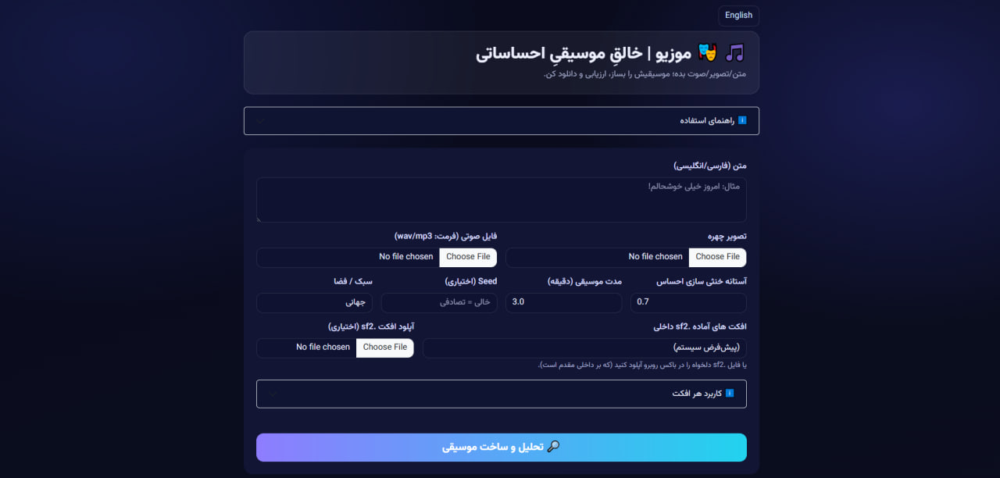 English
موزیو | خالقِ موسیقیِ احساساتی
متن/تصویر/صوت بده؛ موسیقیش را بساز، ارزیابی و دانلود کن.
راهنمای استفاده
متن (فارسی/انگلیسی)
مثال: امروز خیلی خوشحالم!
تصویر چهره
فایل صوتی (فرمت: wav/mp3)
Choose File No file chosen
Choose File No file chosen
آستانه خنثی سازی احساس
مدت موسیقی (دقیقه)
Seed (اختیاری)
سبک / فضا
0.7
3.0
خالی = تصادفی
جهانی
افکت های آماده .sf2 داخلی
آپلود افکت .sf2 (اختیاری)
(پیش‌فرض سیستم)
Choose File No file chosen
یا فایل .sf2 دلخواه را در باکس روبرو آپلود کنید (که بر داخلی مقدم است).
کاربرد هر افکت
تحلیل و ساخت موسیقی